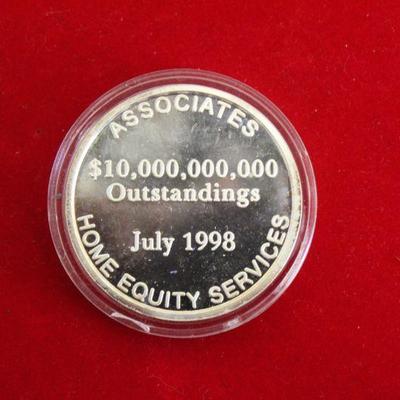 ASSOCIATES
$10,000,000,000
Outstandings
July 1998
HOME EQUITY SERVICES